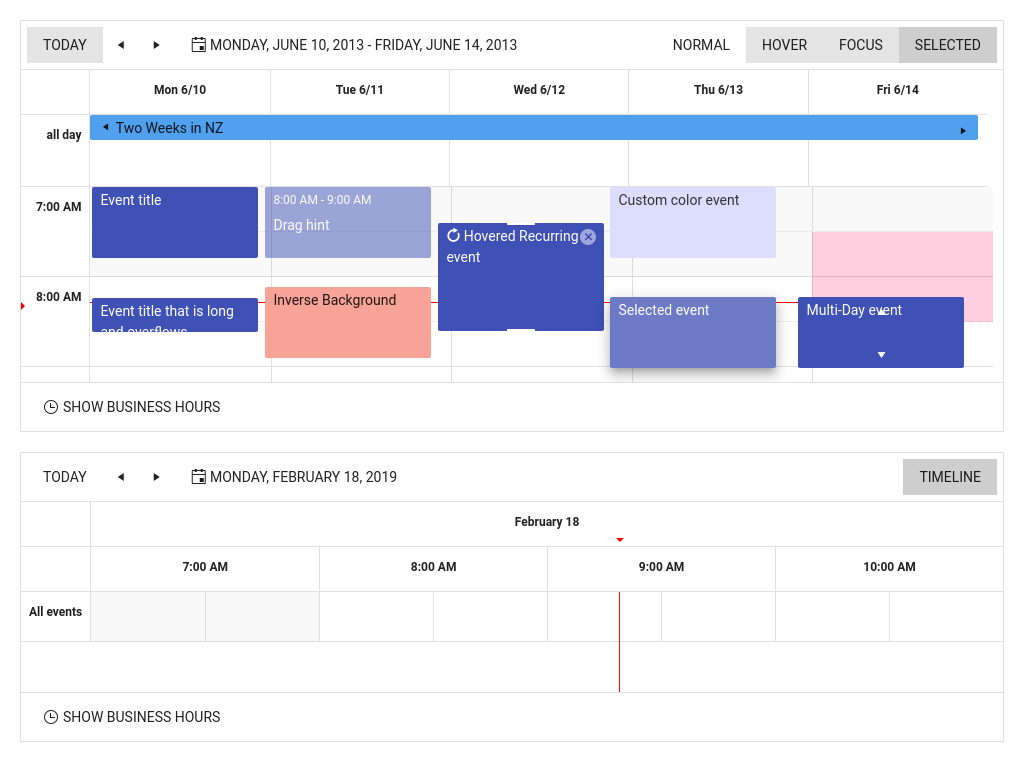 TODAY MONDAY, JUNE 10, 2013 - FRIDAY, JUNE 14, 2013 NORMAL HOVER FOCUS SELECTED
Mon 6/10 Tue 6/11 Wed 6/12 Thu 6/13 Fri 6/14
all day Two Weeks in NZ
7:00 AM Event title 8:00 AM - 9:00 AM Custom color event
Drag hint
Hovered Recurring
event
8:00 AM Event title that is long Inverse Background Selected event Multi-Day event
and overflows
SHOW BUSINESS HOURS
TODAY MONDAY, FEBRUARY 18, 2019 TIMELINE
February 18
7:00 AM 8:00 AM 9:00 AM 10:00 AM
All events
SHOW BUSINESS HOURS